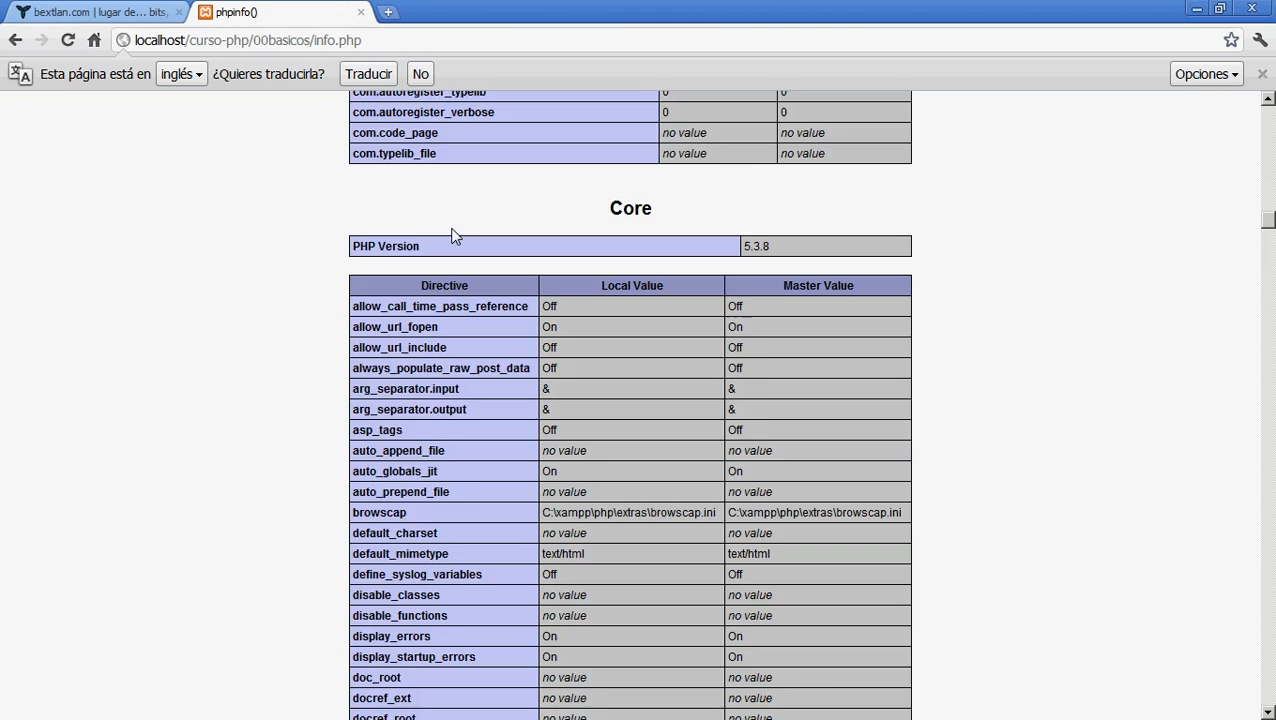 bextlan.com | lugar de... bits,
phpinfo()
localhost/curso-php/00basicos/info.php
Esta página está en inglés ¿Quieres traducirla? Traducir No Opciones
com.autoregister_typelib 0 0
com.autoregister_verbose 0 0
com.code_page no value no value
com.typelib_file no value no value
Core
PHP Version 5.3.8
Directive Local Value Master Value
allow_call_time_pass_reference Off Off
allow_url_fopen On On
allow_url_include Off Off
always_populate_raw_post_data Off Off
arg_separator.input & &
arg_separator.output & &
asp_tags Off Off
auto_append_file no value no value
auto_globals_jit On On
auto_prepend_file no value no value
browscap C:\xampp\php\extras\browscap.ini C:\xampp\php\extras\browscap.ini
default_charset no value no value
default_mimetype text/html text/html
define_syslog_variables Off Off
disable_classes no value no value
disable_functions no value no value
display_errors On On
display_startup_errors On On
doc_root no value no value
docref_ext no value no value
docref_root no value no value